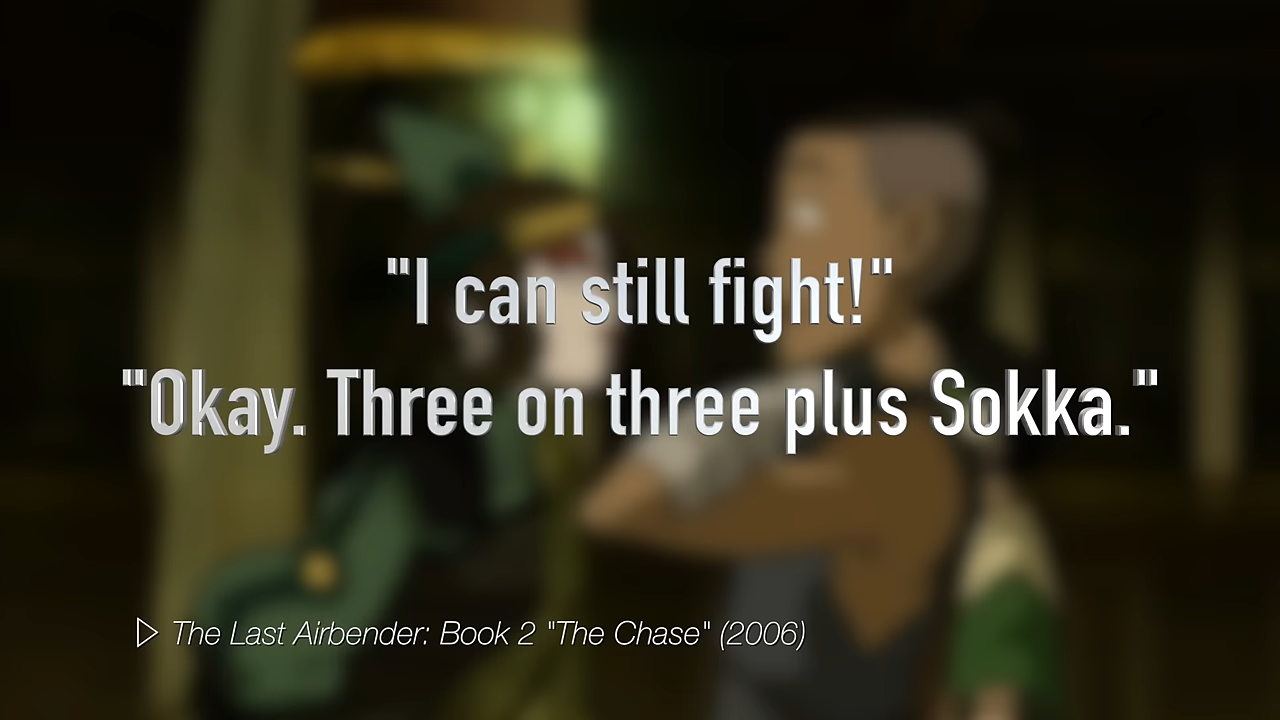 "I can still fight!"
"Okay. Three on three plus Sokka."
The Last Airbender: Book 2 "The Chase" (2006)